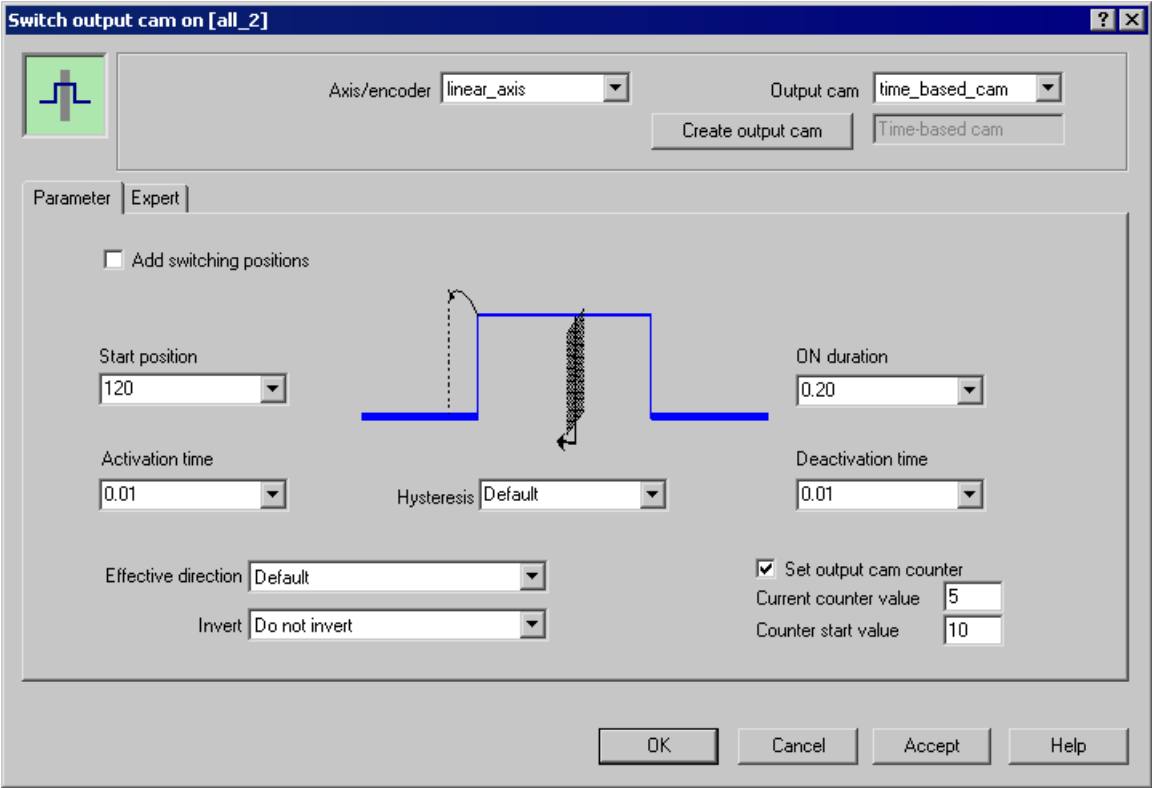 Switch output cam on [all_2]
Axis/encoder linear_axis Output cam time_based_cam
Create output cam Time-based cam
Parameter Expert
Add switching positions
Start position ON duration
120 0.20
Activation time Deactivation time
0.01 Hysteresis Default 0.01
Effective direction Default Set output cam counter
Current counter value 5
Invert Do not invert Counter start value 10
OK Cancel Accept Help